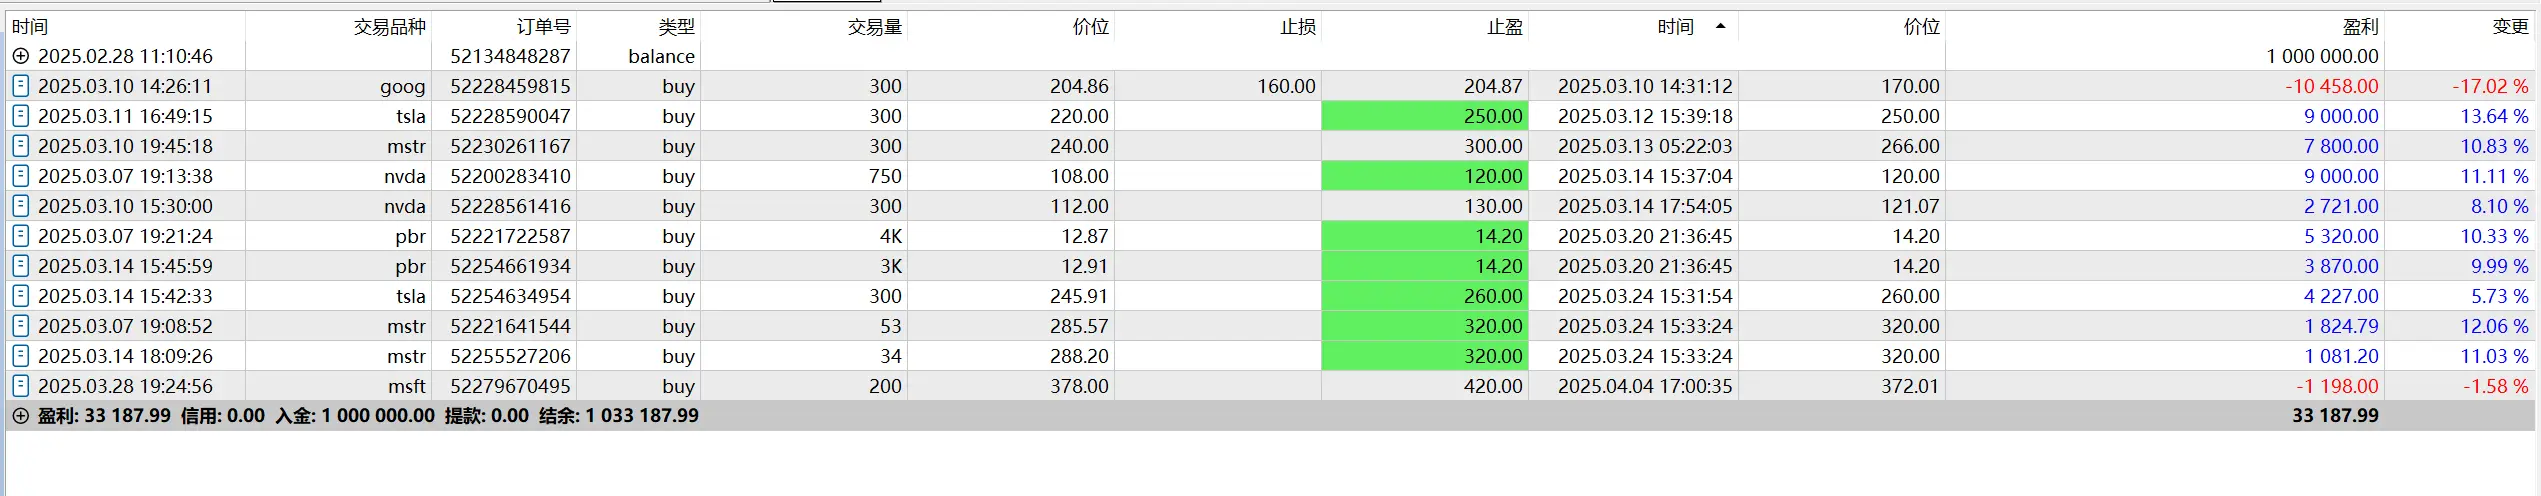 时间 交易品种 订单号 类型 交易量 价位 止损 止盈 时间 价位 盈利 变更
2025.02.28 11:10:46 52134848287 balance 1 000 000.00
2025.03.10 14:26:11 goog 52228459815 buy 300 204.86 160.00 204.87 2025.03.10 14:31:12 170.00 -10 458.00 -17.02 %
2025.03.11 16:49:15 tsla 52228590047 buy 300 220.00 250.00 2025.03.12 15:39:18 250.00 9 000.00 13.64 %
2025.03.10 19:45:18 mstr 52230261167 buy 300 240.00 300.00 2025.03.13 05:22:03 266.00 7 800.00 10.83 %
2025.03.07 19:13:38 nvda 52200283410 buy 750 108.00 120.00 2025.03.14 15:37:04 120.00 9 000.00 11.11 %
2025.03.10 15:30:00 nvda 52228561416 buy 300 112.00 130.00 2025.03.14 17:54:05 121.07 2 721.00 8.10 %
2025.03.07 19:21:24 pbr 52221722587 buy 4K 12.87 14.20 2025.03.20 21:36:45 14.20 5 320.00 10.33 %
2025.03.14 15:45:59 pbr 52254661934 buy 3K 12.91 14.20 2025.03.20 21:36:45 14.20 3 870.00 9.99 %
2025.03.14 15:42:33 tsla 52254634954 buy 300 245.91 260.00 2025.03.24 15:31:54 260.00 4 227.00 5.73 %
2025.03.07 19:08:52 mstr 52221641544 buy 53 285.57 320.00 2025.03.24 15:33:24 320.00 1 824.79 12.06 %
2025.03.14 18:09:26 mstr 52255527206 buy 34 288.20 320.00 2025.03.24 15:33:24 320.00 1 081.20 11.03 %
2025.03.28 19:24:56 msft 52279670495 buy 200 378.00 420.00 2025.04.04 17:00:35 372.01 -1 198.00 -1.58 %
盈利: 33 187.99 信用: 0.00 入金: 1 000 000.00 提款: 0.00 结余: 1 033 187.99 33 187.99